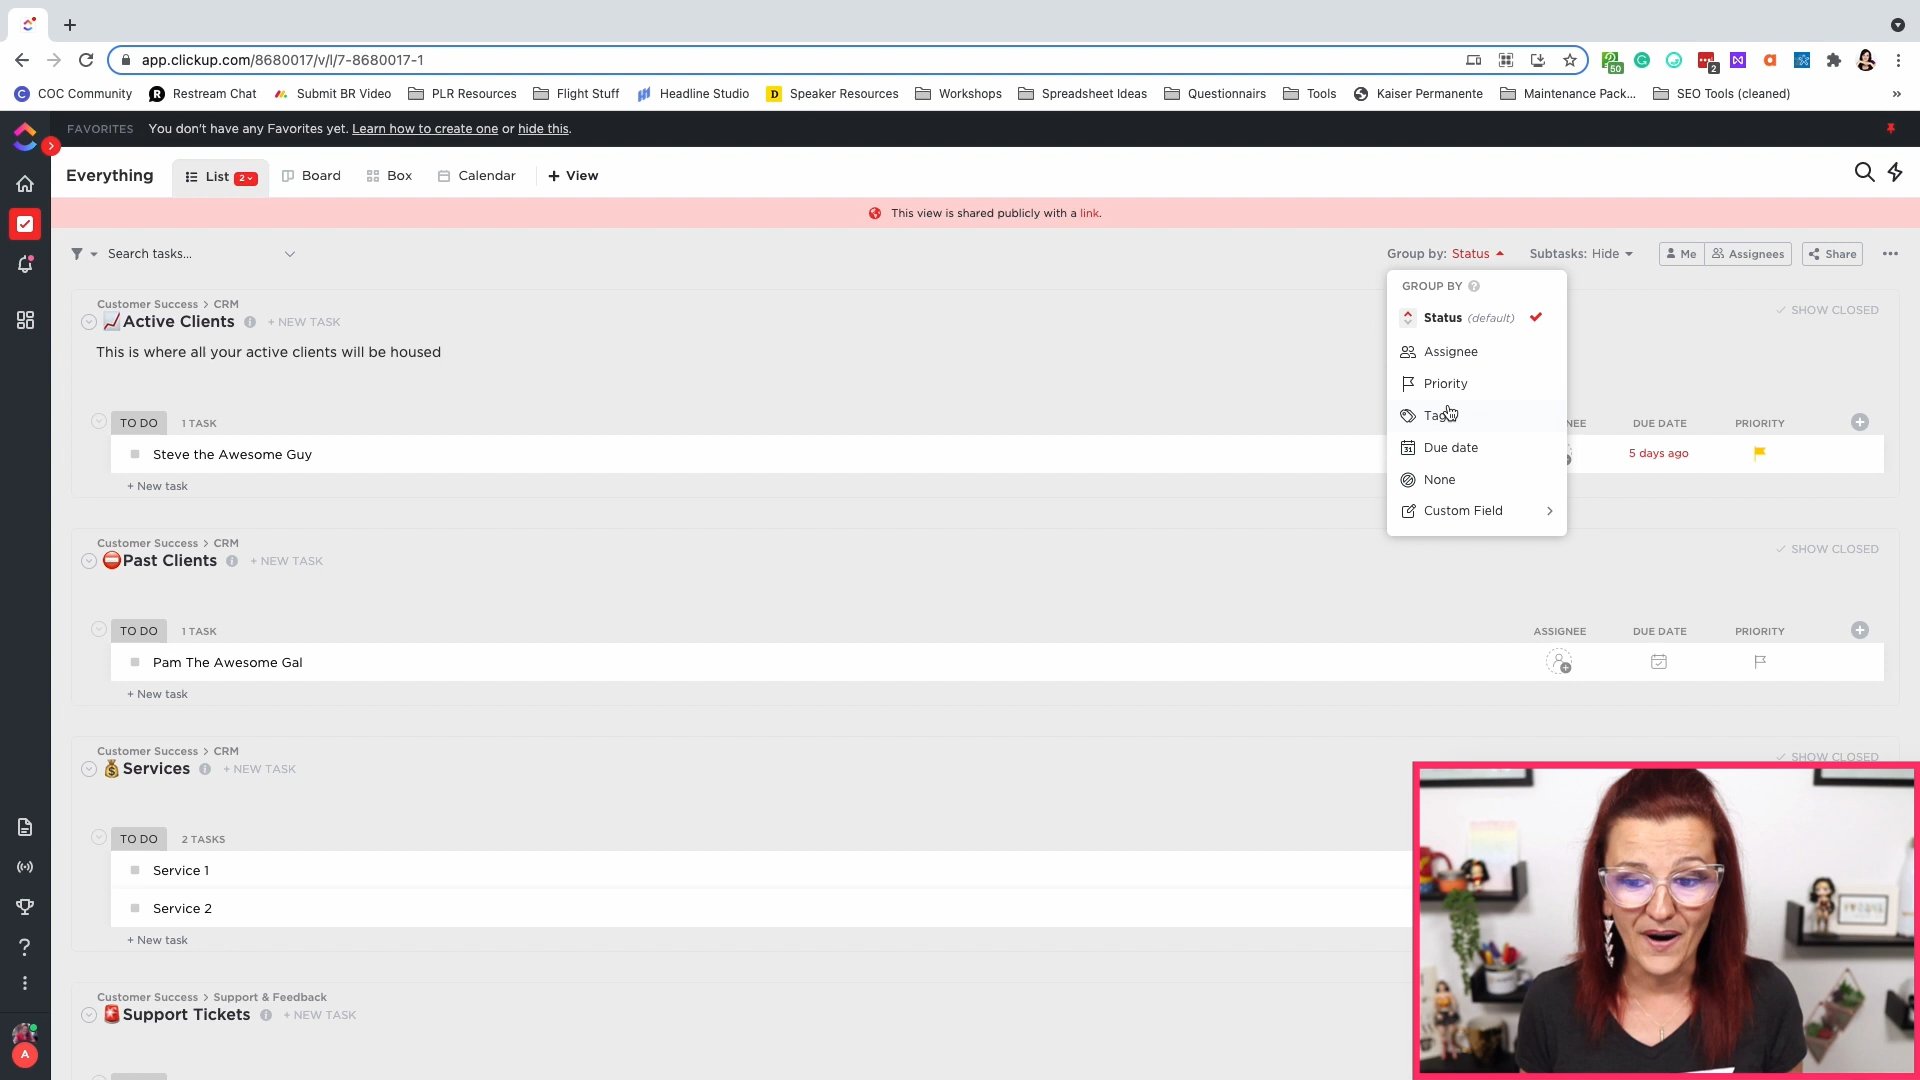 app.clickup.com/8680017/v/l/7-8680017-1
50
2
COC Community Restream Chat Submit BR Video PLR Resources Flight Stuff Headline Studio Speaker Resources Workshops Spreadsheet Ideas Questionnairs Tools Kaiser Permanente Maintenance Pack... SEO Tools (cleaned) »
FAVORITES You don't have any Favorites yet. Learn how to create one or hide this.
Everything List 2 Board Box Calendar + View
This view is shared publicly with a link.
Search tasks... Group by: Status Subtasks: Hide Me Assignees Share
GROUP BY
Status (default)
Assignee
Priority
Due date
None
Custom Field
Customer Success > CRM
Active Clients + NEW TASK SHOW CLOSED
This is where all your active clients will be housed
TO DO 1 TASK DUE DATE PRIORITY
Steve the Awesome Guy 5 days ago
+ New task
Customer Success > CRM
Past Clients + NEW TASK SHOW CLOSED
TO DO 1 TASK ASSIGNEE DUE DATE PRIORITY
Pam The Awesome Gal
+ New task
Customer Success > CRM
Services + NEW TASK SHOW CLOSED
TO DO 2 TASKS
Service 1
Service 2
+ New task
Customer Success > Support & Feedback
Support Tickets + NEW TASK
A